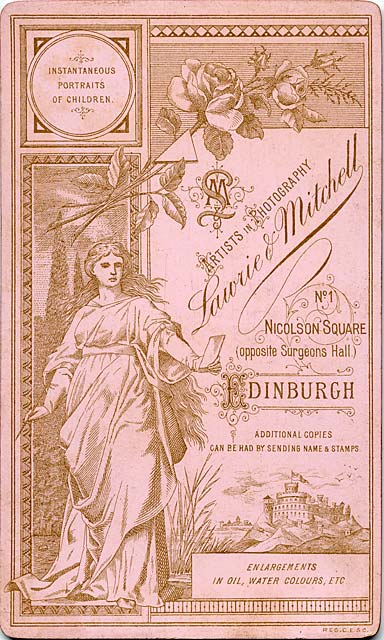 INSTANTANEOUS
PORTRAITS
OF CHILDREN.
ARTISTS IN PHOTOGRAPHY
Lawrie & Mitchell
No 1
NICOLSON SQUARE
(opposite Surgeons Hall.)
EDINBURGH
ADDITIONAL COPIES
CAN BE HAD BY SENDING NAME & STAMPS.
ENLARGEMENTS
IN OIL, WATER COLOURS, ETC